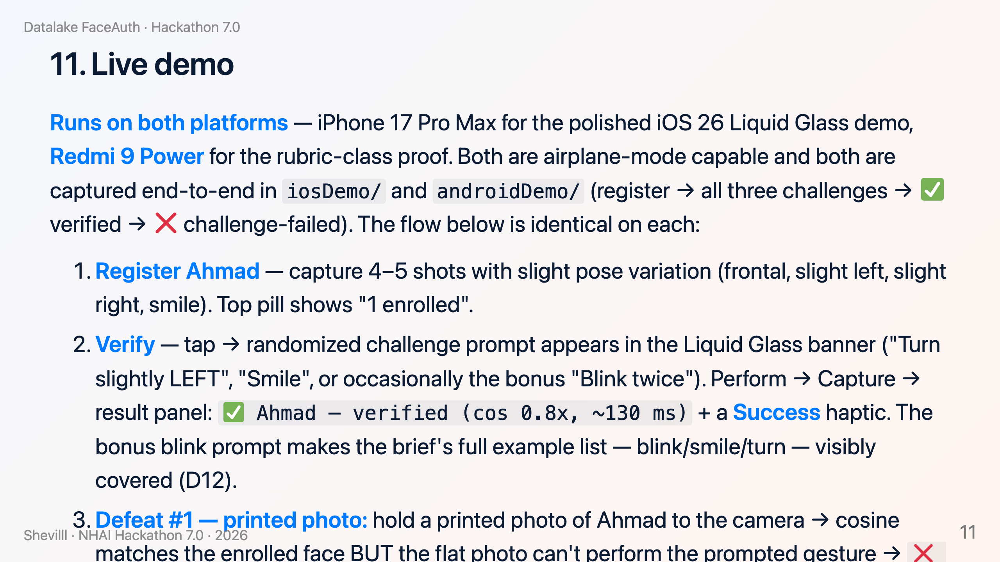 Datalake FaceAuth · Hackathon 7.0
11. Live demo
Runs on both platforms — iPhone 17 Pro Max for the polished iOS 26 Liquid Glass demo,
Redmi 9 Power for the rubric-class proof. Both are airplane-mode capable and both are
captured end-to-end in iosDemo/ and androidDemo/ (register → all three challenges → ✅
verified → ❌ challenge-failed). The flow below is identical on each:
1. Register Ahmad — capture 4–5 shots with slight pose variation (frontal, slight left, slight
right, smile). Top pill shows "1 enrolled".
2. Verify — tap → randomized challenge prompt appears in the Liquid Glass banner ("Turn
slightly LEFT", "Smile", or occasionally the bonus "Blink twice"). Perform → Capture →
result panel: ✅ Ahmad — verified (cos 0.8x, ~130 ms) + a Success haptic. The
bonus blink prompt makes the brief's full example list — blink/smile/turn — visibly
covered (D12).
3. Defeat #1 — printed photo: hold a printed photo of Ahmad to the camera → cosine
matches the enrolled face BUT the flat photo can't perform the prompted gesture → ❌
Shevilll · NHAI Hackathon 7.0 · 2026
11